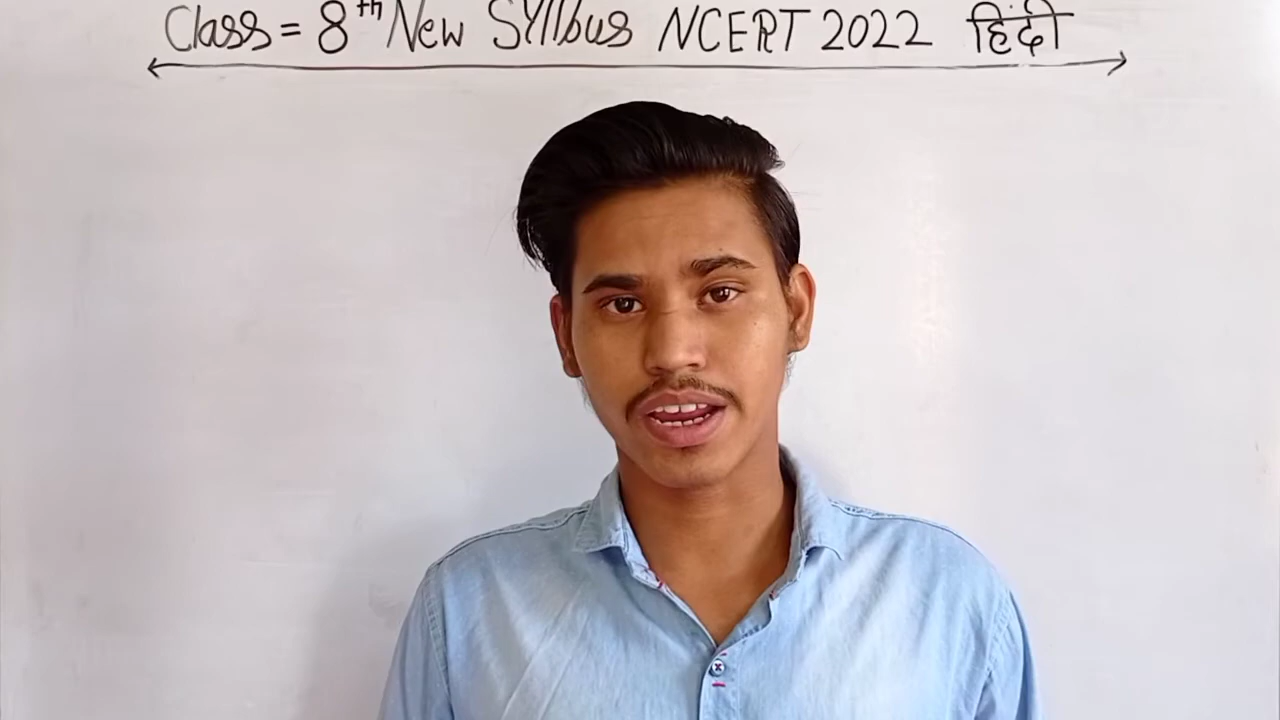 Class = 8th New Syllbus NCERT 2022 हिंदी